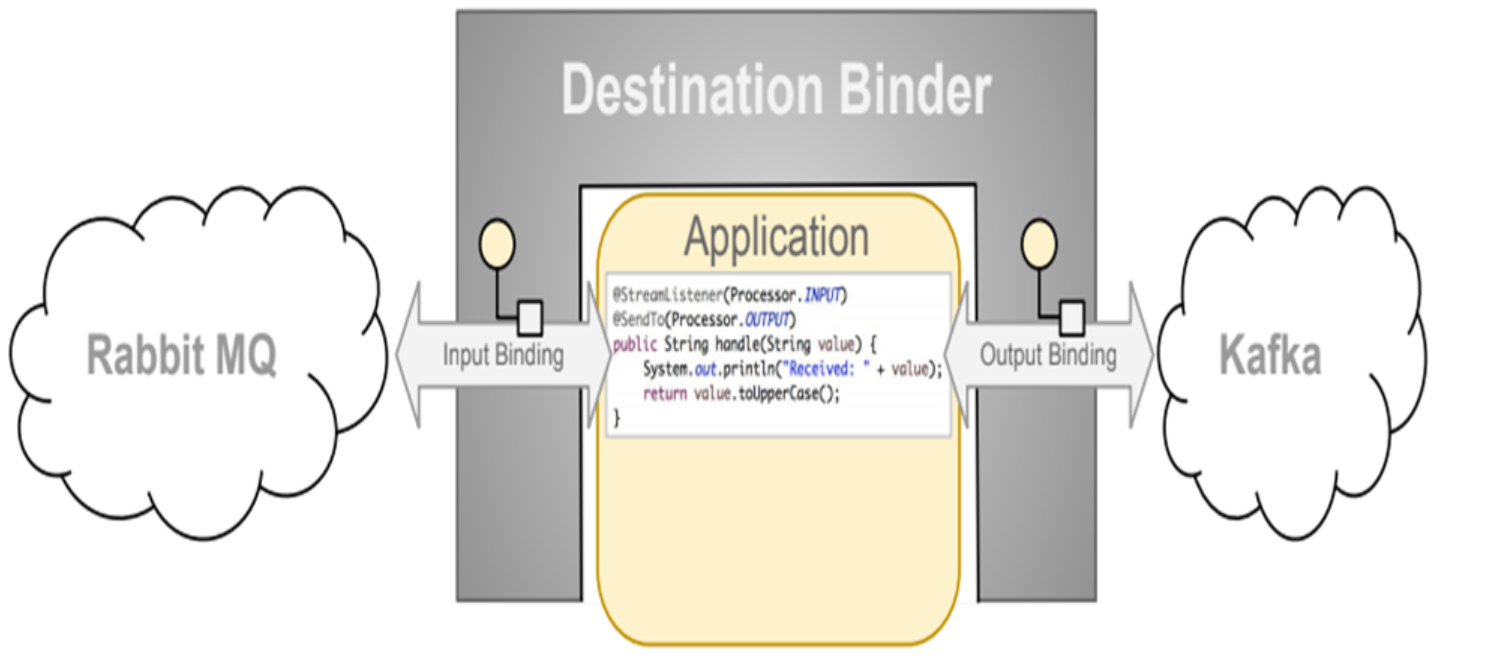 Destination Binder
Application
@StreamListener(Processor.INPUT)
@SendTo(Processor.OUTPUT)
public String handle(String value) {
System.out.println("Received: " + value);
return value.toUpperCase();
}
Rabbit MQ
Input Binding
Output Binding
Kafka